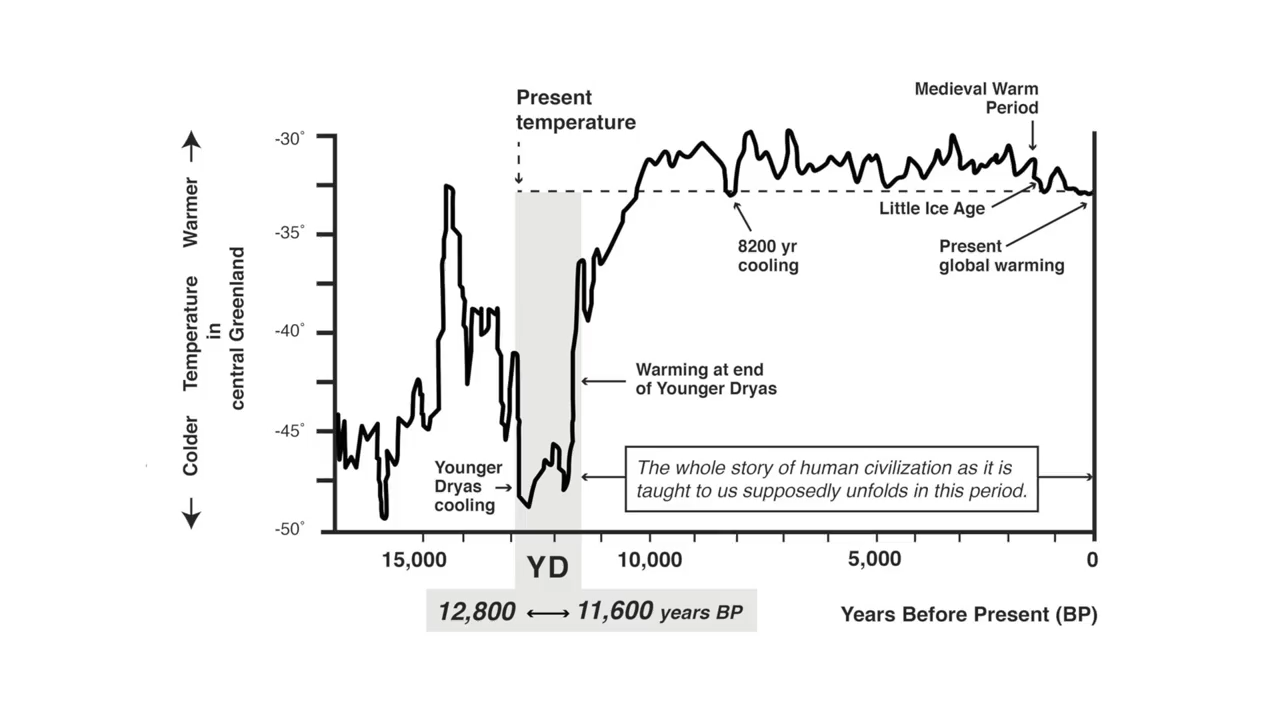 Present
temperature
Medieval Warm
Period
-30°
-35°
-40°
-45°
-50°
Colder Temperature Warmer
in
central Greenland
Little Ice Age
8200 yr
cooling
Present
global warming
Warming at end
of Younger Dryas
Younger
Dryas
cooling
The whole story of human civilization as it is
taught to us supposedly unfolds in this period.
15,000
YD
10,000
5,000
0
12,800 11,600 years BP
Years Before Present (BP)